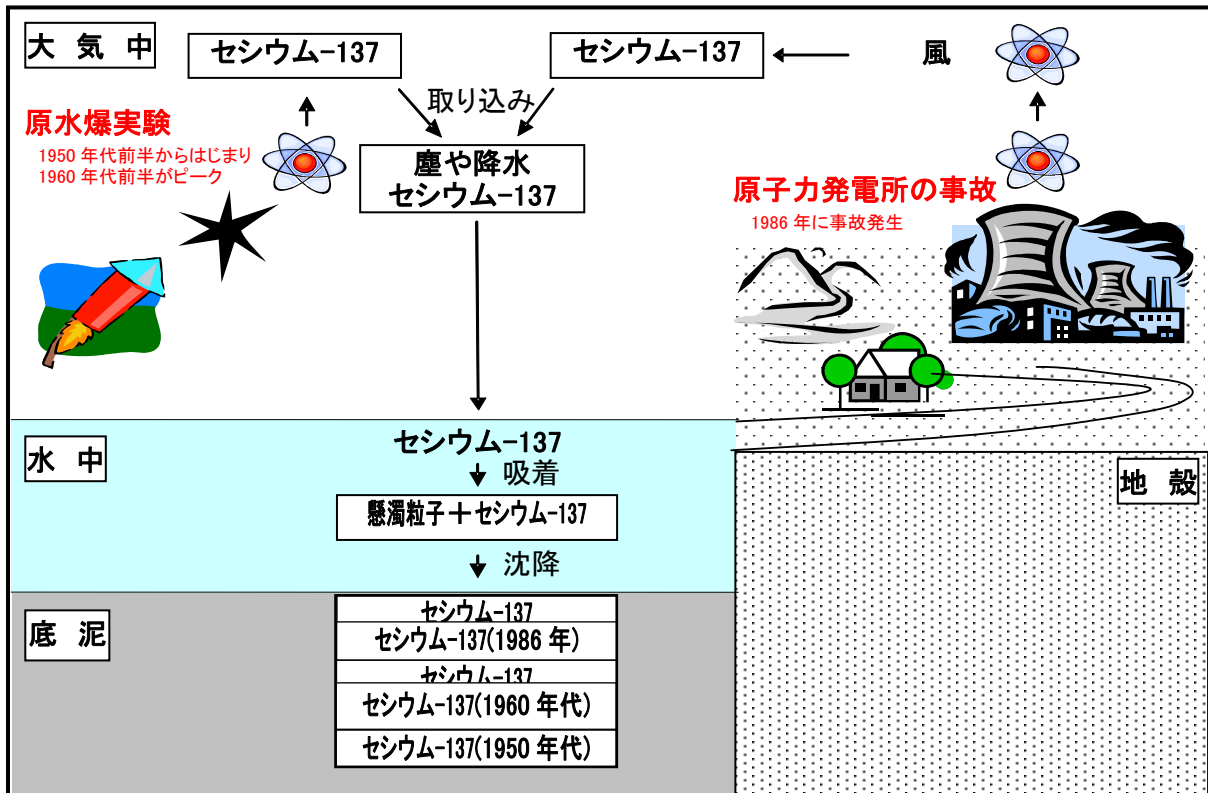 大 気 中
セシウム-137
セシウム-137
風
取り込み
原水爆実験
1950 年代前半からはじまり
1960 年代前半がピーク
塵や降水
セシウム-137
原子力発電所の事故
1986 年に事故発生
水 中
セシウム-137
吸着
懸濁粒子＋セシウム-137
沈降
地 殻
底 泥
セシウム-137
セシウム-137(1986 年)
セシウム-137
セシウム-137(1960 年代)
セシウム-137(1950 年代)